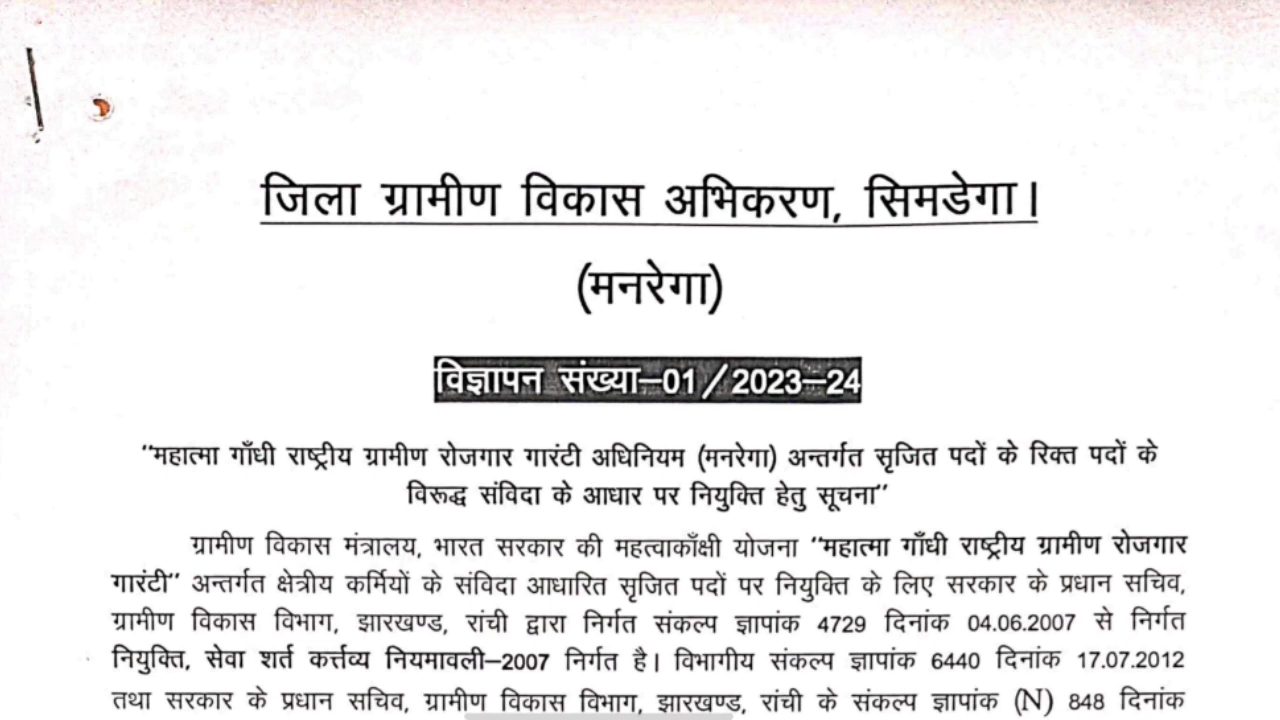 जिला ग्रामीण विकास अभिकरण, सिमडेगा।
(मनरेगा)
विज्ञापन संख्या–01/2023–24
"महात्मा गाँधी राष्ट्रीय ग्रामीण रोजगार गारंटी अधिनियम (मनरेगा) अन्तर्गत सृजित पदों के रिक्त पदों के
विरूद्ध संविदा के आधार पर नियुक्ति हेतु सूचना"
ग्रामीण विकास मंत्रालय, भारत सरकार की महत्वाकाँक्षी योजना "महात्मा गाँधी राष्ट्रीय ग्रामीण रोजगार
गारंटी" अन्तर्गत क्षेत्रीय कर्मियों के संविदा आधारित सृजित पदों पर नियुक्ति के लिए सरकार के प्रधान सचिव,
ग्रामीण विकास विभाग, झारखण्ड, रांची द्वारा निर्गत संकल्प ज्ञापांक 4729 दिनांक 04.06.2007 से निर्गत
नियुक्ति, सेवा शर्त कर्त्तव्य नियमावली–2007 निर्गत है। विभागीय संकल्प ज्ञापांक 6440 दिनांक 17.07.2012
तथा सरकार के प्रधान सचिव, ग्रामीण विकास विभाग, झारखण्ड, रांची के संकल्प ज्ञापांक (N) 848 दिनांक